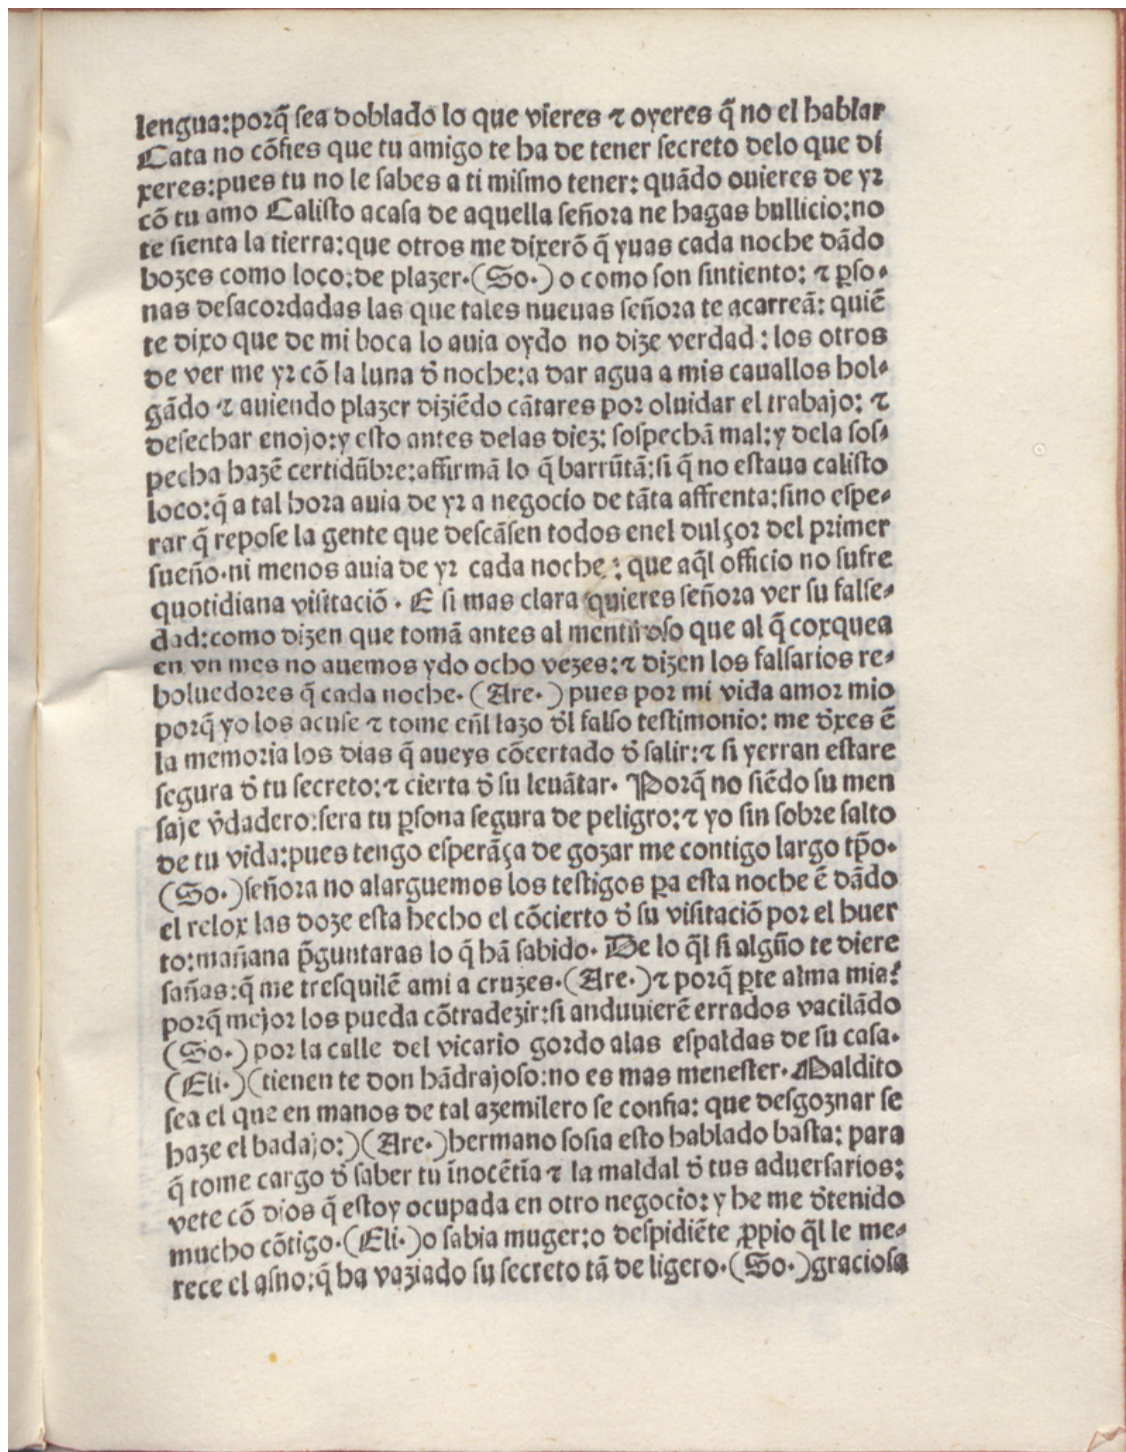 lengua:porq̃ sea doblado lo que vieres ⁊ oyeres q̃ no el hablar
Cata no cõfies que tu amigo te ha de tener secreto delo que di
xeres:pues tu no le sabes a ti mismo tener: quãdo ouieres de yr
cõ tu amo Calisto acasa de aquella señora ne hagas bullicio:no
te sienta la tierra:que otros me dixerõ q̃ yuas cada noche dãdo
bozes como loco:de plazer.(So.) o como son sintiento: ⁊ ꝑso-
nas desacordadas las que tales nueuas señora te acarreã: quiẽ
te dixo que de mi boca lo auia oydo no dize verdad : los otros
de ver me yr cõ la luna d̃ noche:a dar agua a mis cauallos hol-
gãdo ⁊ auiendo plazer diziẽdo cãtares por oluidar el trabajo: ⁊
desechar enojo:y esto antes delas diez: sospechã mal:y dela sos-
pecha hazẽ certidũbre:affirmã lo q̃ barrũtã:si q̃ no estaua calisto
loco:q̃ a tal hora auia de yr a negocio de tãta affrenta:sino espe-
rar q̃ repose la gente que descãsen todos enel dulçor del primer
sueño.ni menos auia de yr cada noche : que aq̃l officio no sufre
quotidiana visitaciõ . E si mas clara quieres señora ver su false-
dad:como dizen que tomã antes al mentiroso que al q̃ coxquea
en vn mes no auemos ydo ocho vezes:⁊ dizen los falsarios re-
boluedores q̃ cada noche. (Are.) pues por mi vida amor mio
porq̃ yo los acuse ⁊ tome eñl lazo d̃l falso testimonio: me d̃xes ẽ
la memoria los dias q̃ aueys cõcertado d̃ salir:⁊ si yerran estare
segura d̃ tu secreto:⁊ cierta d̃ su leuãtar. Porq̃ no siẽdo su men
saje ṽdadero:sera tu ꝑsona segura de peligro:⁊ yo sin sobre salto
de tu vida:pues tengo esperãça de gozar me contigo largo tp̃o.
(So.)señora no alarguemos los testigos ꝑa esta noche ẽ dãdo
el relox las doze esta hecho el cõcierto d̃ su visitaciõ por el huer
to:mañana p̃guntaras lo q̃ hã sabido. De lo q̃l si algũo te diere
sañas:q̃ me tresquilẽ ami a cruzes.(Are.)⁊ porq̃ ꝑte alma mia?
porq̃ mejor los pueda cõtradezir:si anduuierẽ errados vacilãdo
(So.) por la calle del vicario gordo alas espaldas de su casa.
(Eli.)(tienen te don hãdrajoso:no es mas menester. Maldito
sea el que en manos de tal azemilero se confia: que desgoznar se
haze el badajo:)(Are.)hermano sosia esto hablado basta: para
q̃ tome cargo d̃ saber tu ĩnocẽtia ⁊ la maldal d̃ tus aduersarios:
vete cõ dios q̃ estoy ocupada en otro negocio:y he me d̃tenido
mucho cõtigo.(Eli.)o sabia muger:o despidiẽte ꝓpio q̃l le me-
rece el asno:q̃ ha vaziado su secreto tã de ligero.(So.)graciosa